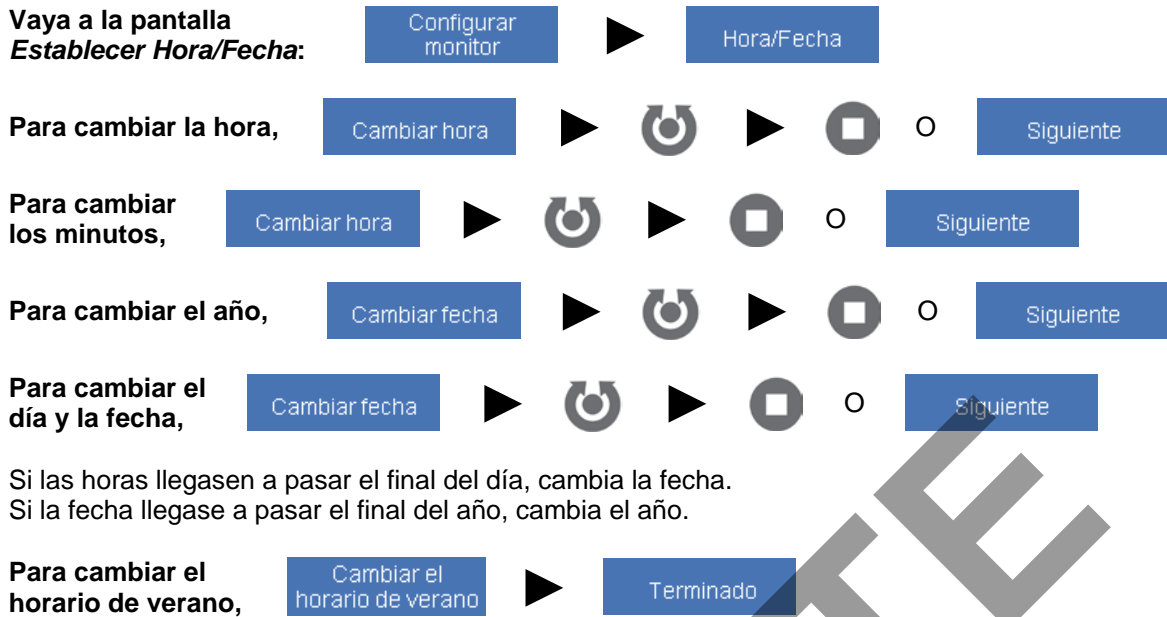 Vaya a la pantalla
Establecer Hora/Fecha:
Configurar
monitor
Hora/Fecha
Para cambiar la hora,
Cambiar hora
O
Siguiente
Para cambiar
los minutos,
Cambiar hora
O
Siguiente
Para cambiar el año,
Cambiar fecha
O
Siguiente
Para cambiar el
día y la fecha,
Cambiar fecha
O
Siguiente
Si las horas llegasen a pasar el final del día, cambia la fecha.
Si la fecha llegase a pasar el final del año, cambia el año.
Para cambiar el
horario de verano,
Cambiar el
horario de verano
Terminado
TE